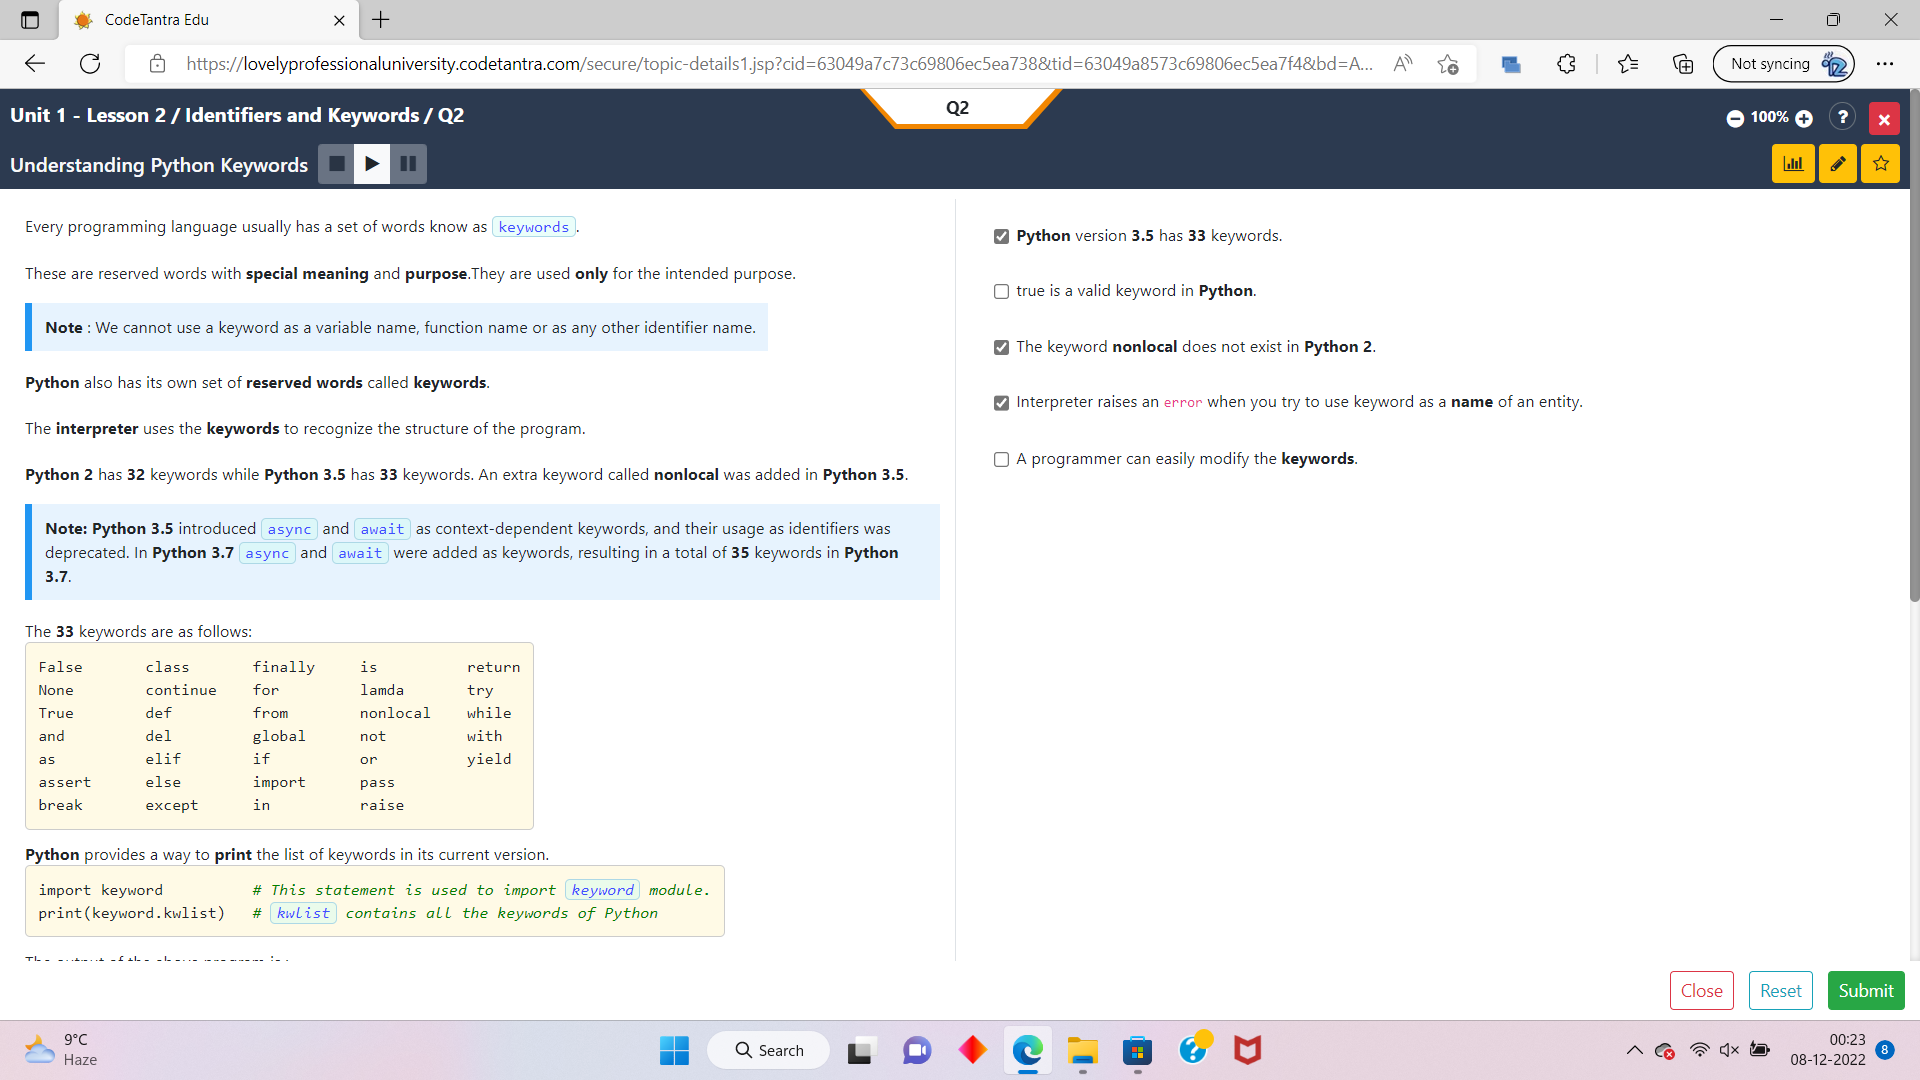 CodeTantra Edu
https://lovelyprofessionaluniversity.codetantra.com/secure/topic-details1.jsp?cid=63049a7c73c69806ec5ea738&tid=63049a8573c69806ec5ea7f4&bd=A...
Not syncing
Unit 1 - Lesson 2 / Identifiers and Keywords / Q2
Q2
100%
?
Understanding Python Keywords
Every programming language usually has a set of words know as keywords.
These are reserved words with special meaning and purpose.They are used only for the intended purpose.
Note : We cannot use a keyword as a variable name, function name or as any other identifier name.
Python also has its own set of reserved words called keywords.
The interpreter uses the keywords to recognize the structure of the program.
Python 2 has 32 keywords while Python 3.5 has 33 keywords. An extra keyword called nonlocal was added in Python 3.5.
Note: Python 3.5 introduced async and await as context-dependent keywords, and their usage as identifiers was
deprecated. In Python 3.7 async and await were added as keywords, resulting in a total of 35 keywords in Python
3.7.
The 33 keywords are as follows:
False class finally is return
None continue for lamda try
True def from nonlocal while
and del global not with
as elif if or yield
assert else import pass
break except in raise
Python provides a way to print the list of keywords in its current version.
import keyword # This statement is used to import keyword module.
print(keyword.kwlist) # kwlist contains all the keywords of Python
The output of the above program is :
Python version 3.5 has 33 keywords.
true is a valid keyword in Python.
The keyword nonlocal does not exist in Python 2.
Interpreter raises an error when you try to use keyword as a name of an entity.
A programmer can easily modify the keywords.
Close
Reset
Submit
9°C
Haze
Search
00:23
08-12-2022
8